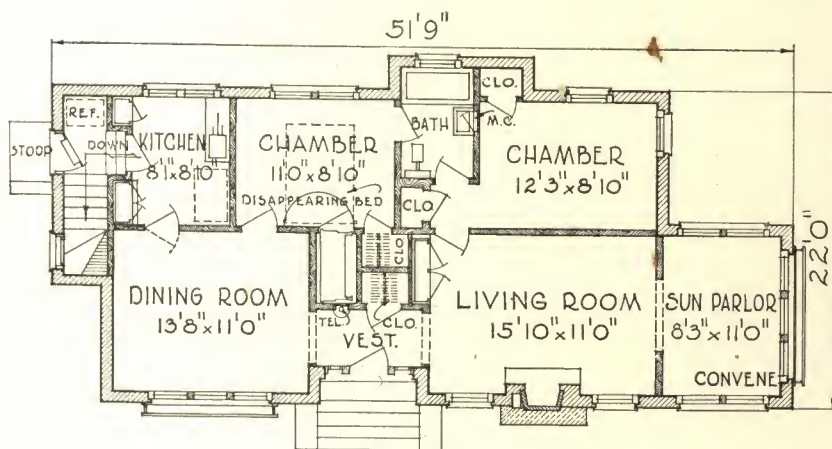 51'9"
CLO.
REF.
BATH
M.C.
KITCHEN
8'1"x8'10
STOOP
DOWN
CHAMBER
11'0"x8'10"
DISAPPEARING BED
CHAMBER
12'3"x8'10"
CLO.
CLO.
22'0"
DINING ROOM
13'8"x11'0"
TEL.
CLO.
VEST.
LIVING ROOM
15'10"x11'0"
SUN PARLOR
8'3"x11'0"
CONVENE